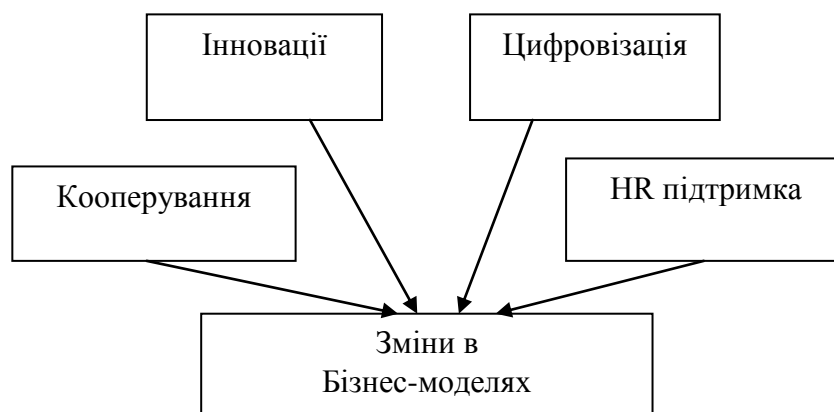 Інновації
Цифровізація
Кооперування
HR підтримка
Зміни в
Бізнес-моделях